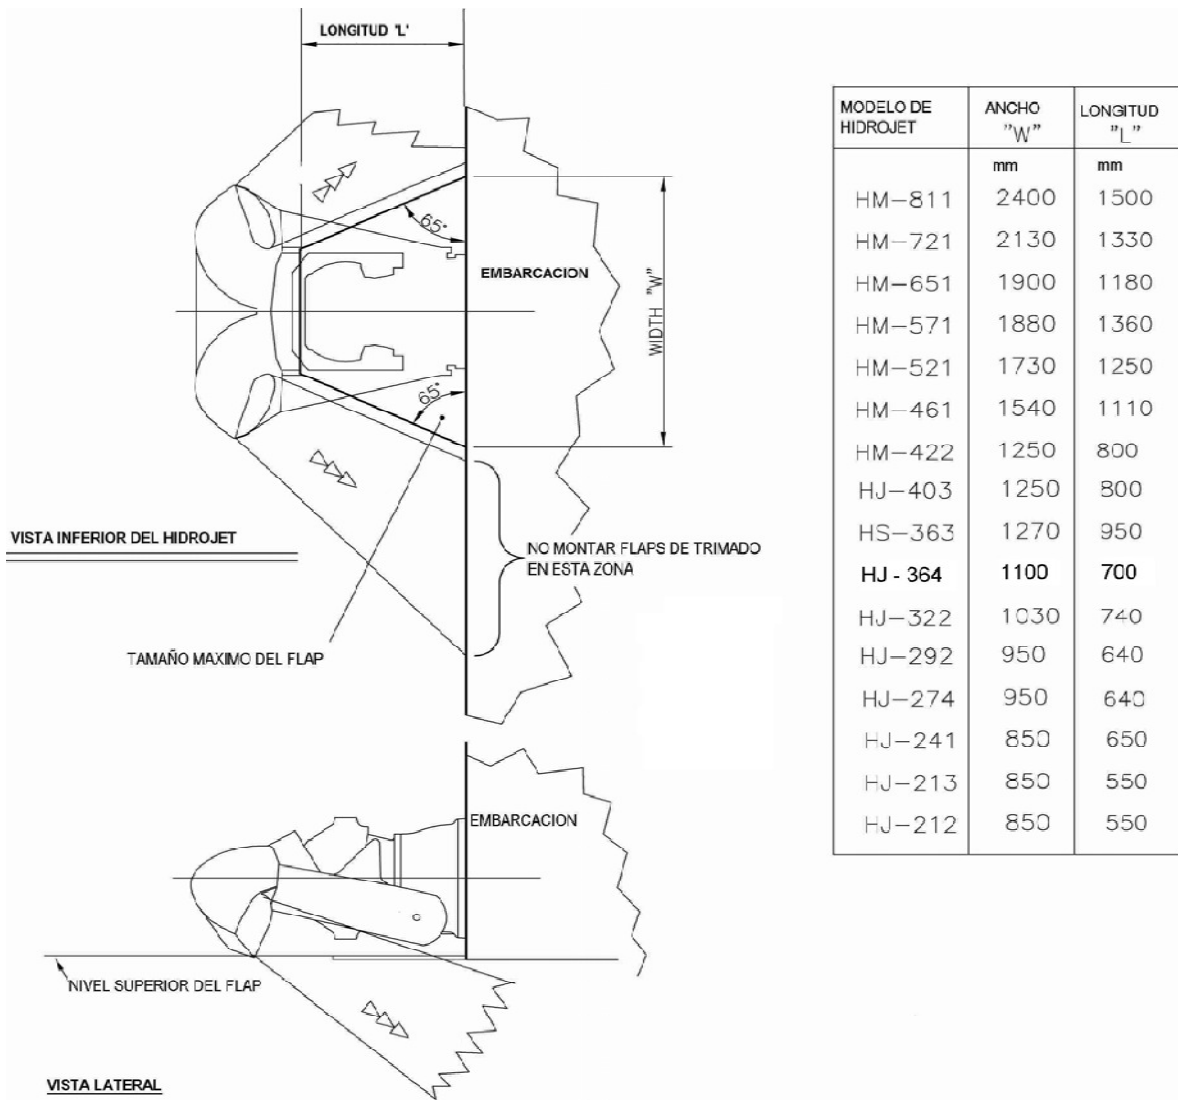 LONGITUD 'L'
65°
EMBARCACION
WIDTH "W"
65°
VISTA INFERIOR DEL HIDROJET
NO MONTAR FLAPS DE TRIMADO
EN ESTA ZONA
TAMAÑO MAXIMO DEL FLAP
EMBARCACION
NIVEL SUPERIOR DEL FLAP
VISTA LATERAL
MODELO DE HIDROJET ANCHO "W" LONGITUD "L"
mm mm
HM-811 2400 1500
HM-721 2130 1330
HM-651 1900 1180
HM-571 1880 1360
HM-521 1730 1250
HM-461 1540 1110
HM-422 1250 800
HJ-403 1250 800
HS-363 1270 950
HJ - 364 1100 700
HJ-322 1030 740
HJ-292 950 640
HJ-274 950 640
HJ-241 850 650
HJ-213 850 550
HJ-212 850 550